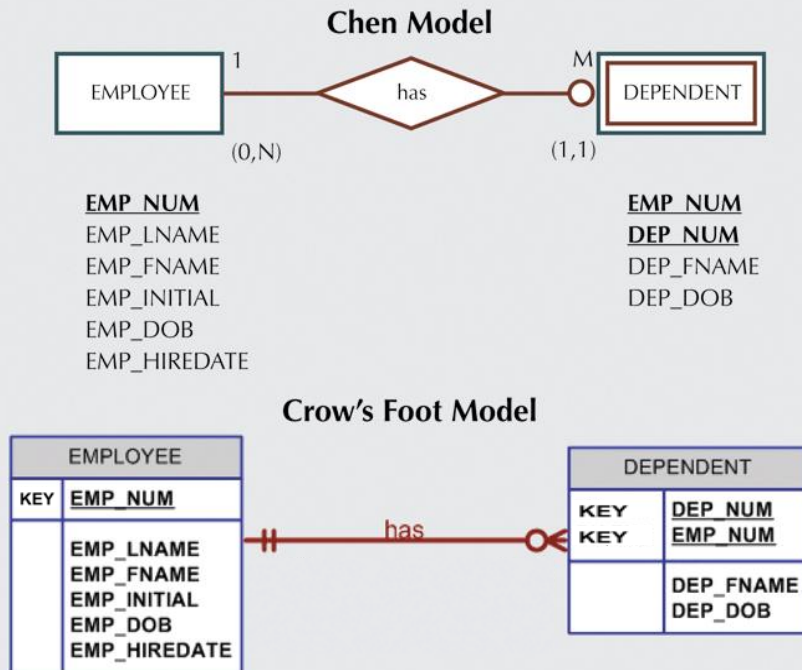 Chen Model
1
M
EMPLOYEE
has
DEPENDENT
(0,N)
(1,1)
EMP_NUM
EMP_LNAME
EMP_FNAME
EMP_INITIAL
EMP_DOB
EMP_HIREDATE
EMP_NUM
DEP_NUM
DEP_FNAME
DEP_DOB
Crow's Foot Model
EMPLOYEE
KEY EMP_NUM
EMP_LNAME
EMP_FNAME
EMP_INITIAL
EMP_DOB
EMP_HIREDATE
has
DEPENDENT
KEY DEP_NUM
KEY EMP_NUM
DEP_FNAME
DEP_DOB